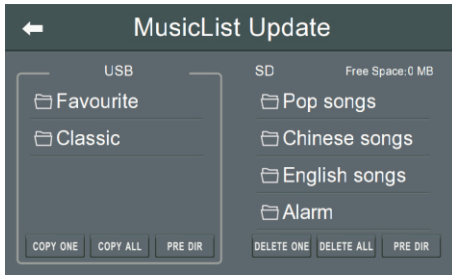 MusicList Update
USB
Favourite
Classic
COPY ONE COPY ALL PRE DIR
SD Free Space:0 MB
Pop songs
Chinese songs
English songs
Alarm
DELETE ONE DELETE ALL PRE DIR